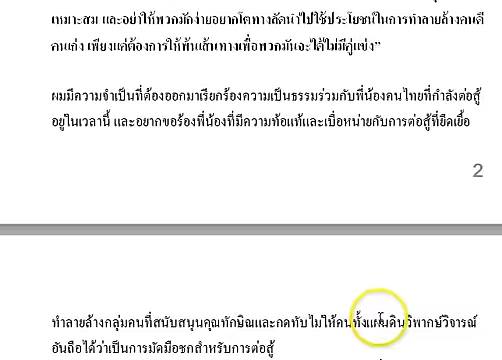 เหมาะสม และอย่าให้พวกมักง่ายอยากโตทางลัดนำไปใช้ประโยชน์ในการทำลายล้างคนดี
คนเก่ง เพียงแค่ต้องการให้พ้นเส้นทางเพื่อพวกมันจะได้ไม่มีคู่แข่ง”
ผมมีความจำเป็นที่ต้องออกมาเรียกร้องความเป็นธรรมร่วมกับพี่น้องคนไทยที่กำลังต่อสู้
อยู่ในเวลานี้ และอยากขอร้องพี่น้องที่มีความท้อแท้และเบื่อหน่ายกับการต่อสู้ที่ยืดเยื้อ
2
ทำลายล้างกลุ่มคนที่สนับสนุนคุณทักษิณและกดทับไม่ให้คนทั้งแผ่นดินวิพากษ์วิจารณ์
อันถือได้ว่าเป็นการมัดมือชกสำหรับการต่อสู้